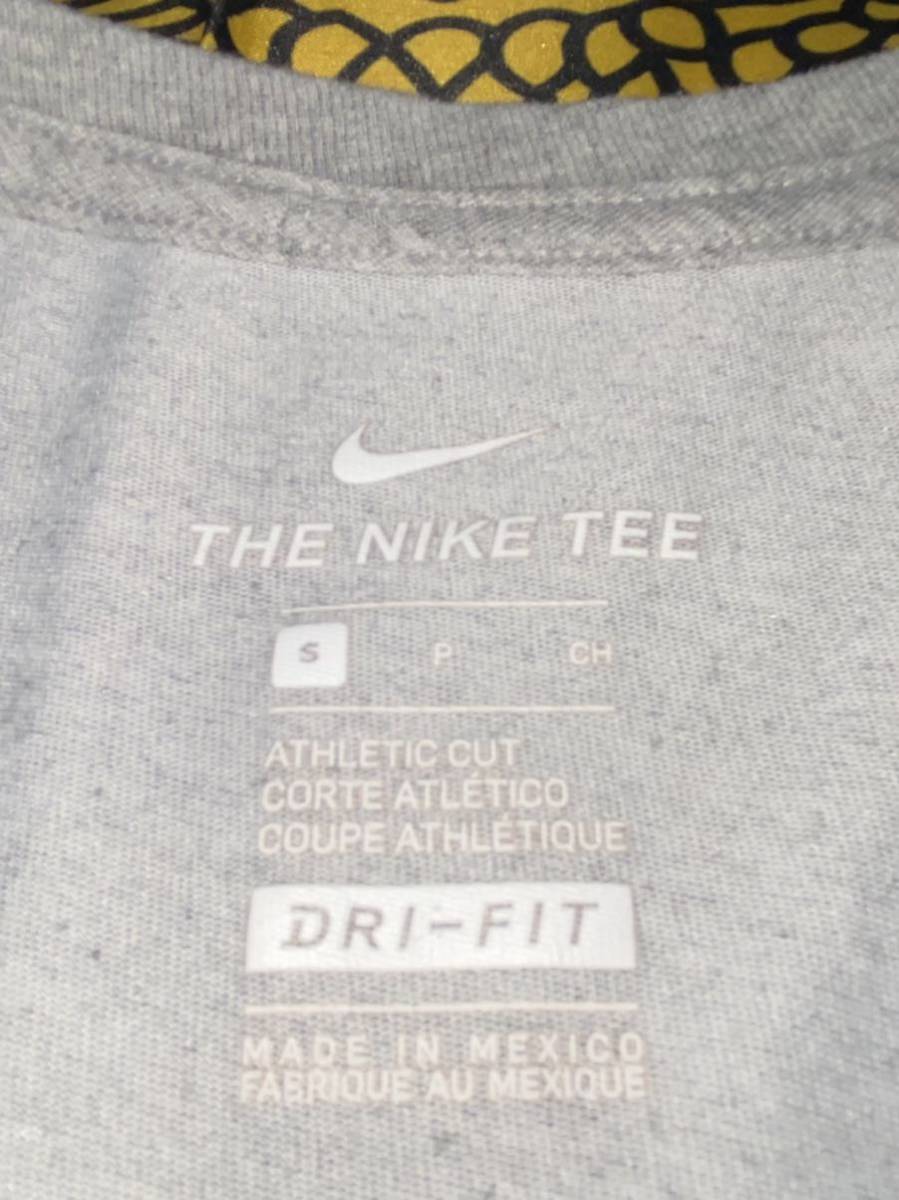 THE NIKE TEE
S P CH
ATHLETIC CUT
CORTE ATLÉTICO
COUPE ATHLÉTIQUE
DRI-FIT
MADE IN MEXICO
FABRIQUE AU MEXIQUE